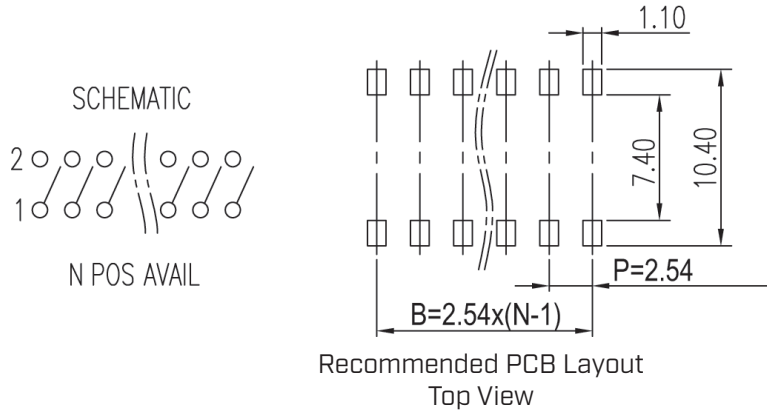 SCHEMATIC
2
1
N POS AVAIL
1.10
7.40
10.40
P=2.54
B=2.54x(N-1)
Recommended PCB Layout
Top View